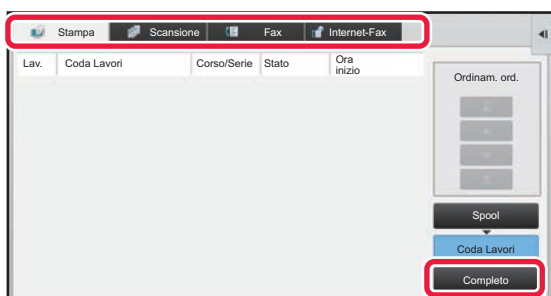 Stampa Scansione Fax Internet-Fax
Lav. Coda Lavori Corso/Serie Stato Ora
inizio
Ordinam. ord.
Spool
Coda Lavori
Completo